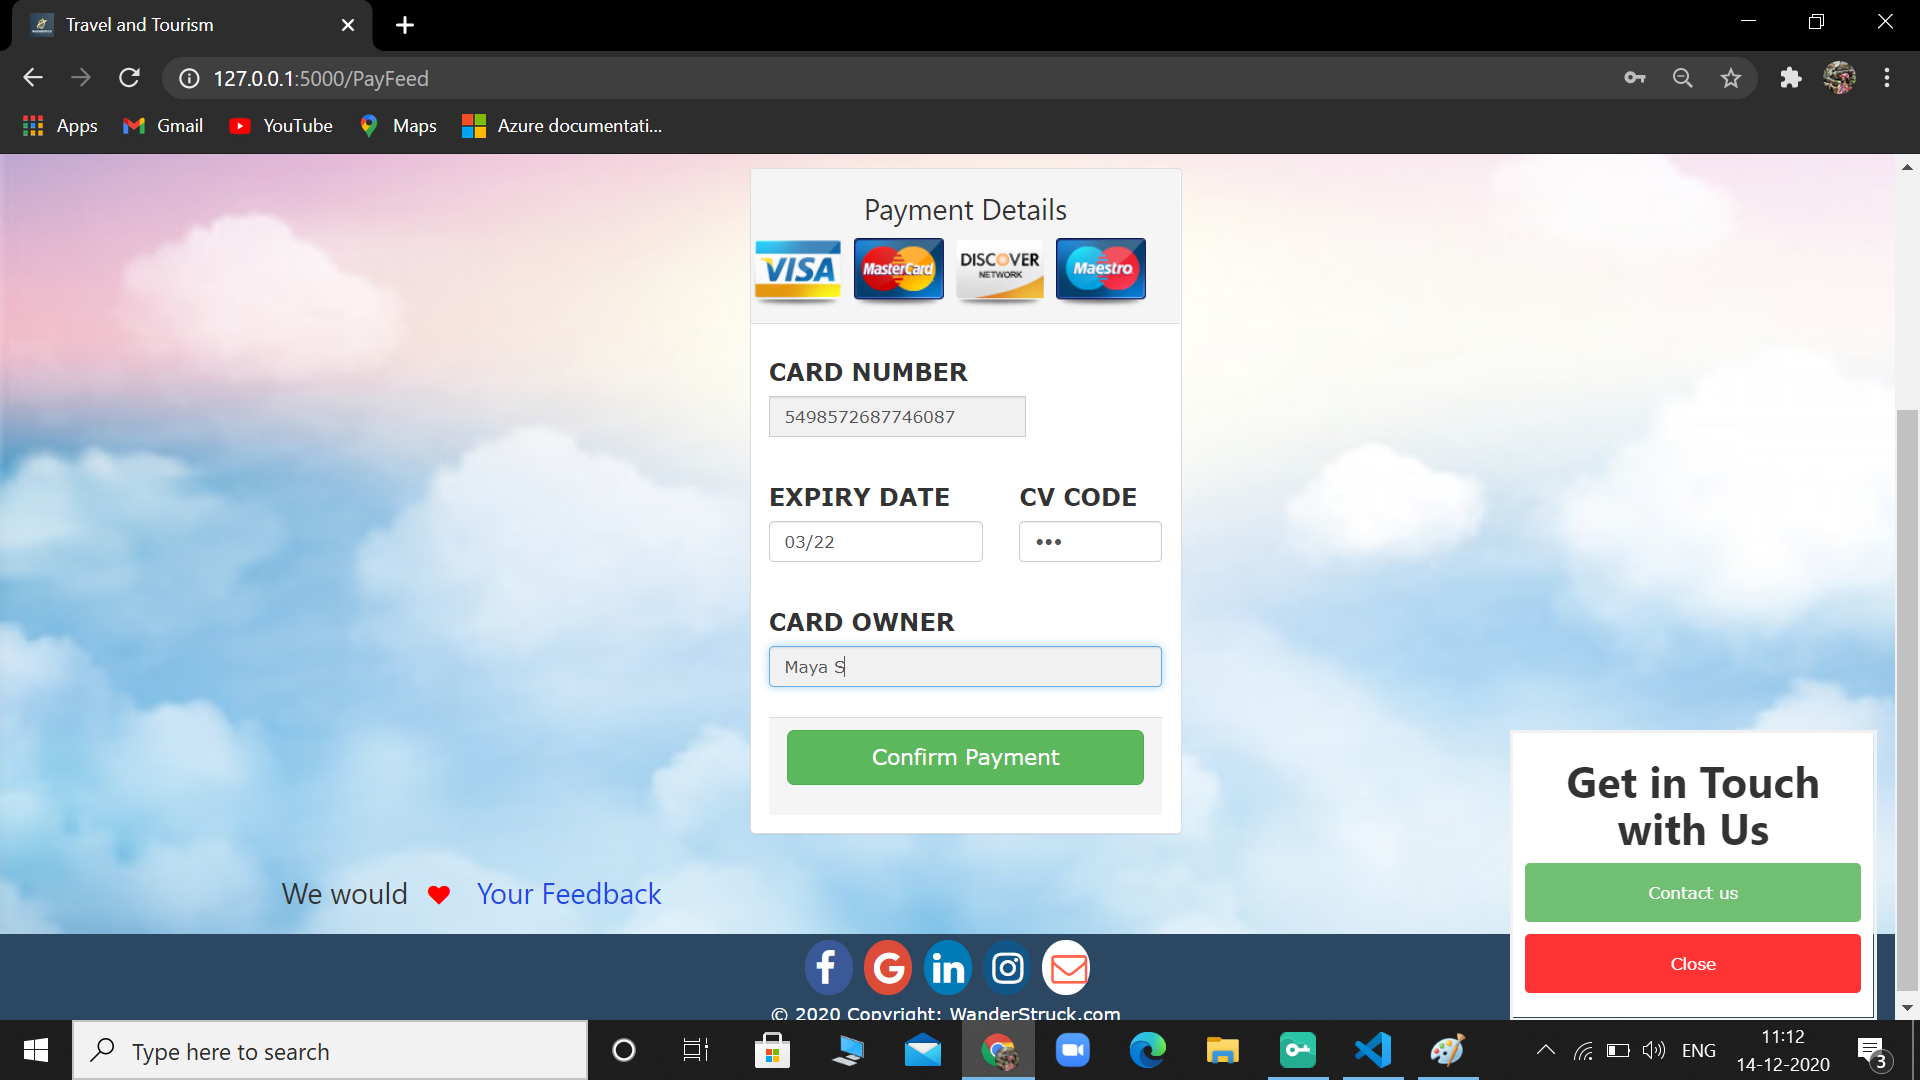 Travel and Tourism
127.0.0.1:5000/PayFeed
Apps
Gmail
YouTube
Maps
Azure documentati...
Payment Details
VISA
MasterCard
DISCOVER
NETWORK
Maestro
CARD NUMBER
5498572687746087
EXPIRY DATE
CV CODE
03/22
•••
CARD OWNER
Maya S
Confirm Payment
Get in Touch
with Us
Contact us
Close
We would
Your Feedback
© 2020 Copyright: WanderStruck.com
Type here to search
ENG
11:12
14-12-2020
3